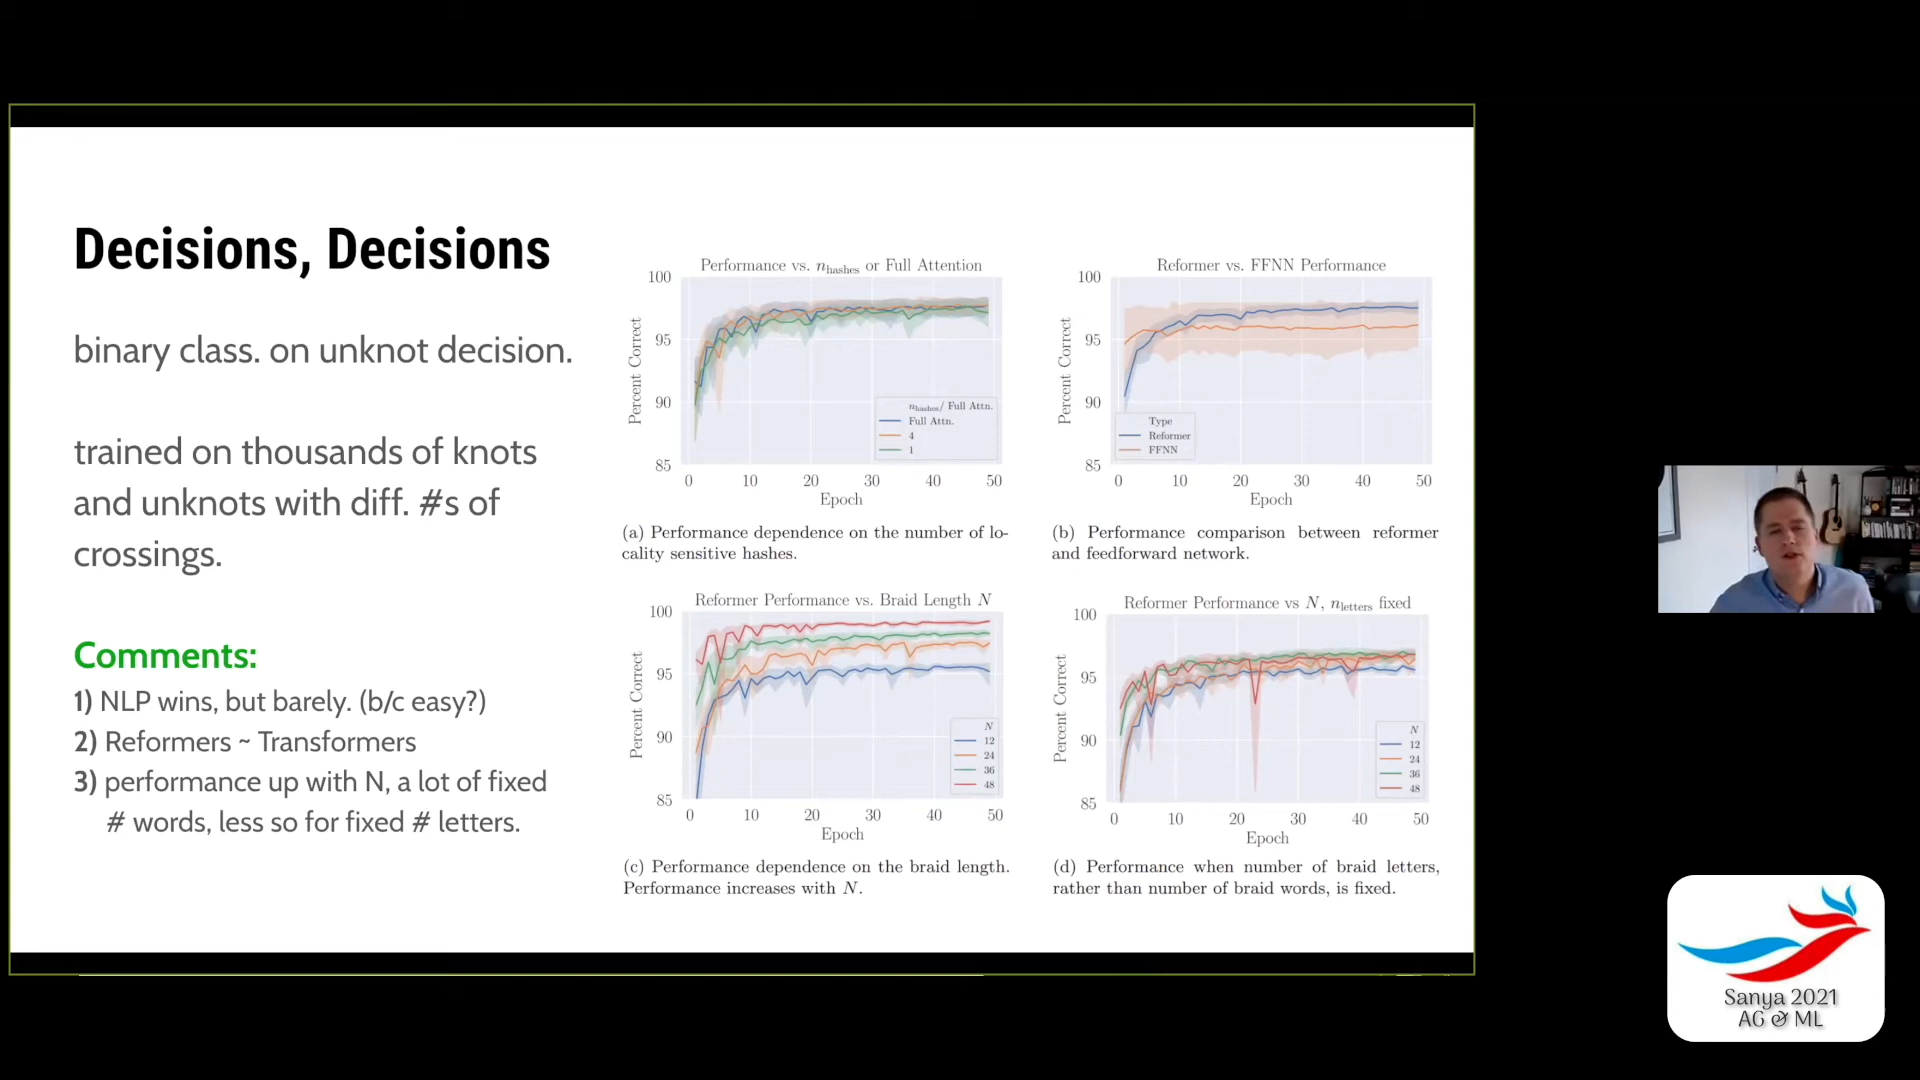 Decisions, Decisions
binary class. on unknot decision.
trained on thousands of knots
and unknots with diff. #s of
crossings.
Comments:
1) NLP wins, but barely. (b/c easy?)
2) Reformers ~ Transformers
3) performance up with N, a lot of fixed
# words, less so for fixed # letters.
Performance vs. n_hashes or Full Attention
100
95
90
85
Percent Correct
n_hashes/ Full Attn.
Full Attn.
4
1
0 10 20 30 40 50
Epoch
(a) Performance dependence on the number of lo-
cality sensitive hashes.
Reformer vs. FFNN Performance
100
95
90
85
Percent Correct
Type
Reformer
FFNN
0 10 20 30 40 50
Epoch
(b) Performance comparison between reformer
and feedforward network.
Reformer Performance vs. Braid Length N
100
95
90
85
Percent Correct
N
12
24
36
48
0 10 20 30 40 50
Epoch
(c) Performance dependence on the braid length.
Performance increases with N.
Reformer Performance vs N, n_letters fixed
100
95
90
85
Percent Correct
N
12
24
36
48
0 10 20 30 40 50
Epoch
(d) Performance when number of braid letters,
rather than number of braid words, is fixed.
Sanya 2021
AG & ML